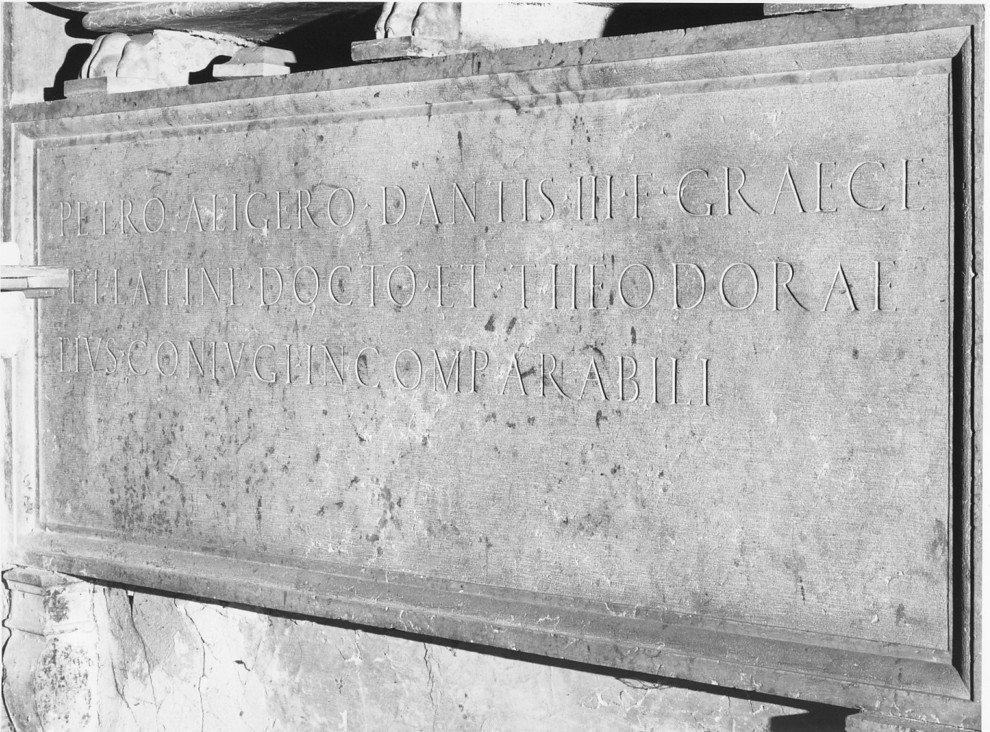 PETRO·ALIGERO·DANTIS·III·F·GRAECE
ET LATINE·DOCTO·ET·THEODORAE
EIVS CONIVGI INCOMPARABILI